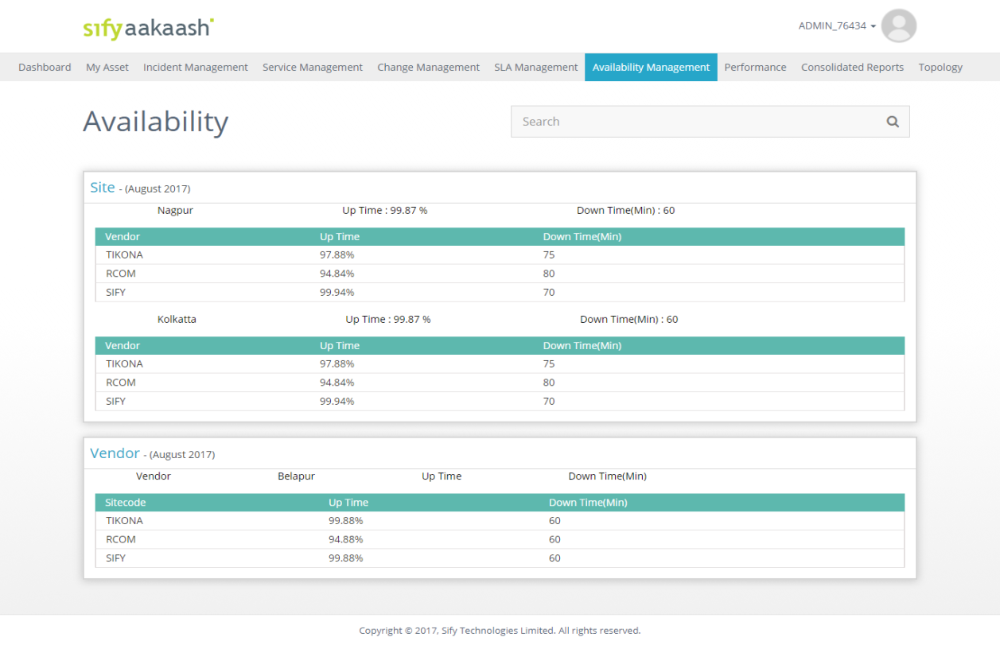 sifyaakaash
ADMIN_76434
Dashboard My Asset Incident Management Service Management Change Management SLA Management Availability Management Performance Consolidated Reports Topology
Availability
Search
Site - (August 2017)
Nagpur Up Time : 99.87 % Down Time(Min) : 60
Vendor Up Time Down Time(Min)
TIKONA 97.88% 75
RCOM 94.84% 80
SIFY 99.94% 70
Kolkatta Up Time : 99.87 % Down Time(Min) : 60
Vendor Up Time Down Time(Min)
TIKONA 97.88% 75
RCOM 94.84% 80
SIFY 99.94% 70
Vendor - (August 2017)
Vendor Belapur Up Time Down Time(Min)
Sitecode Up Time Down Time(Min)
TIKONA 99.88% 60
RCOM 94.88% 60
SIFY 99.88% 60
Copyright © 2017, Sify Technologies Limited. All rights reserved.